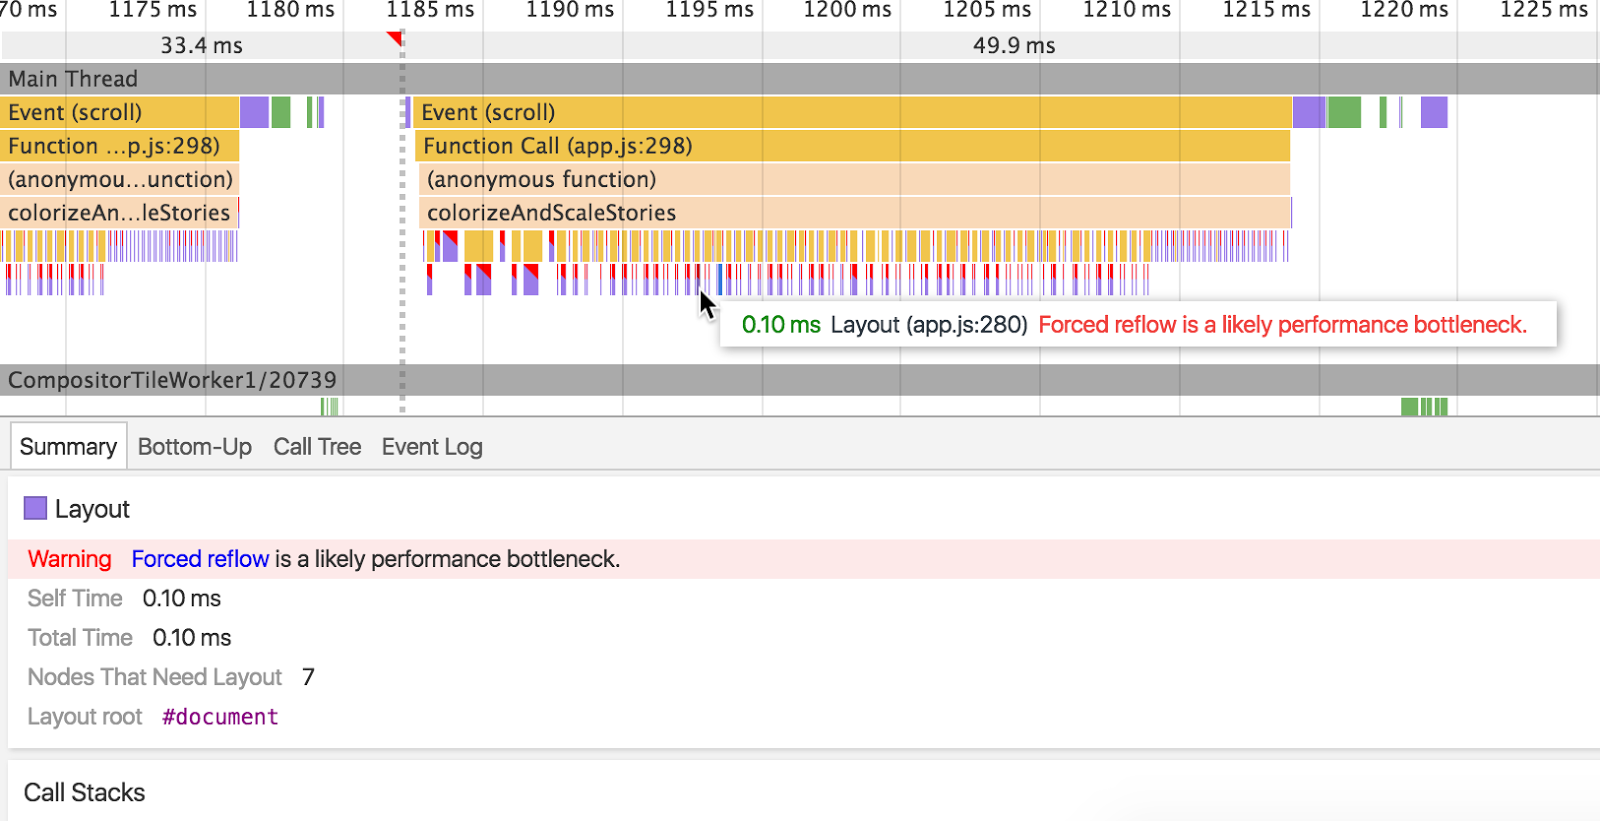 70 ms 1175 ms 1180 ms 1185 ms 1190 ms 1195 ms 1200 ms 1205 ms 1210 ms 1215 ms 1220 ms 1225 ms
33.4 ms 49.9 ms
Main Thread
Event (scroll) Event (scroll)
Function ...p.js:298) Function Call (app.js:298)
(anonymou...unction) (anonymous function)
colorizeAn...leStories colorizeAndScaleStories
0.10 ms Layout (app.js:280) Forced reflow is a likely performance bottleneck.
CompositorTileWorker1/20739
Summary Bottom-Up Call Tree Event Log
Layout
Warning Forced reflow is a likely performance bottleneck.
Self Time 0.10 ms
Total Time 0.10 ms
Nodes That Need Layout 7
Layout root #document
Call Stacks